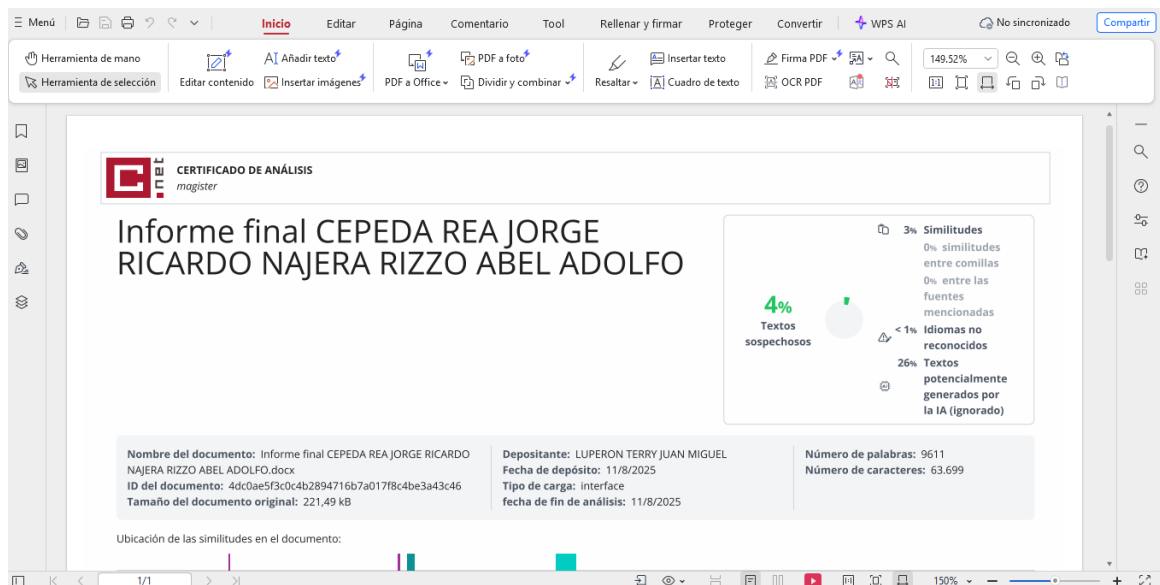 Menú
Inicio
Editar
Página
Comentario
Tool
Rellenar y firmar
Proteger
Convertir
WPS AI
No sincronizado
Compartir
Herramienta de mano
Herramienta de selección
Editar contenido
Añadir texto
Insertar imágenes
PDF a Office
PDF a foto
Dividir y combinar
Resaltar
Insertar texto
Cuadro de texto
Firma PDF
OCR PDF
149.52%
C.net
CERTIFICADO DE ANÁLISIS
magister
Informe final CEPEDA REA JORGE
RICARDO NAJERA RIZZO ABEL ADOLFO
4%
Textos
sospechosos
3% Similitudes
0% similitudes
entre comillas
0% entre las
fuentes
mencionadas
< 1% Idiomas no
reconocidos
26% Textos
potencialmente
generados por
la IA (ignorado)
Nombre del documento: Informe final CEPEDA REA JORGE RICARDO
NAJERA RIZZO ABEL ADOLFO.docx
ID del documento: 4dc0ae5f3c0c4b2894716b7a017f8c4be3a43c46
Tamaño del documento original: 221,49 kB
Depositante: LUPERON TERRY JUAN MIGUEL
Fecha de depósito: 11/8/2025
Tipo de carga: interface
fecha de fin de análisis: 11/8/2025
Número de palabras: 9611
Número de caracteres: 63.699
Ubicación de las similitudes en el documento:
1/1
150%